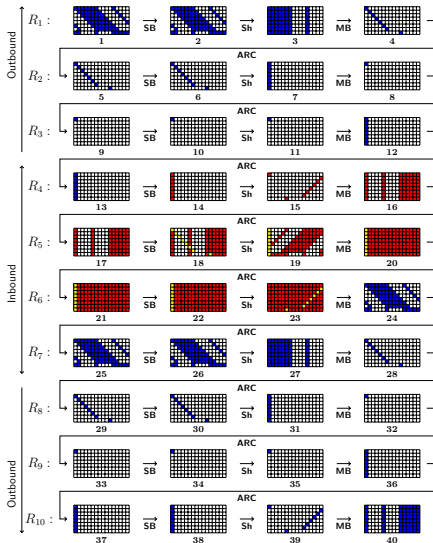 Outbound
R₁ :
SB
Sh
MB
1
2
3
4
ARC
R₂ :
SB
Sh
MB
5
6
7
8
ARC
R₃ :
SB
Sh
MB
9
10
11
12
ARC
Inbound
R₄ :
SB
Sh
MB
13
14
15
16
ARC
R₅ :
SB
Sh
MB
17
18
19
20
ARC
R₆ :
SB
Sh
MB
21
22
23
24
ARC
R₇ :
SB
Sh
MB
25
26
27
28
ARC
Outbound
R₈ :
SB
Sh
MB
29
30
31
32
ARC
R₉ :
SB
Sh
MB
33
34
35
36
ARC
R₁₀ :
SB
Sh
MB
37
38
39
40